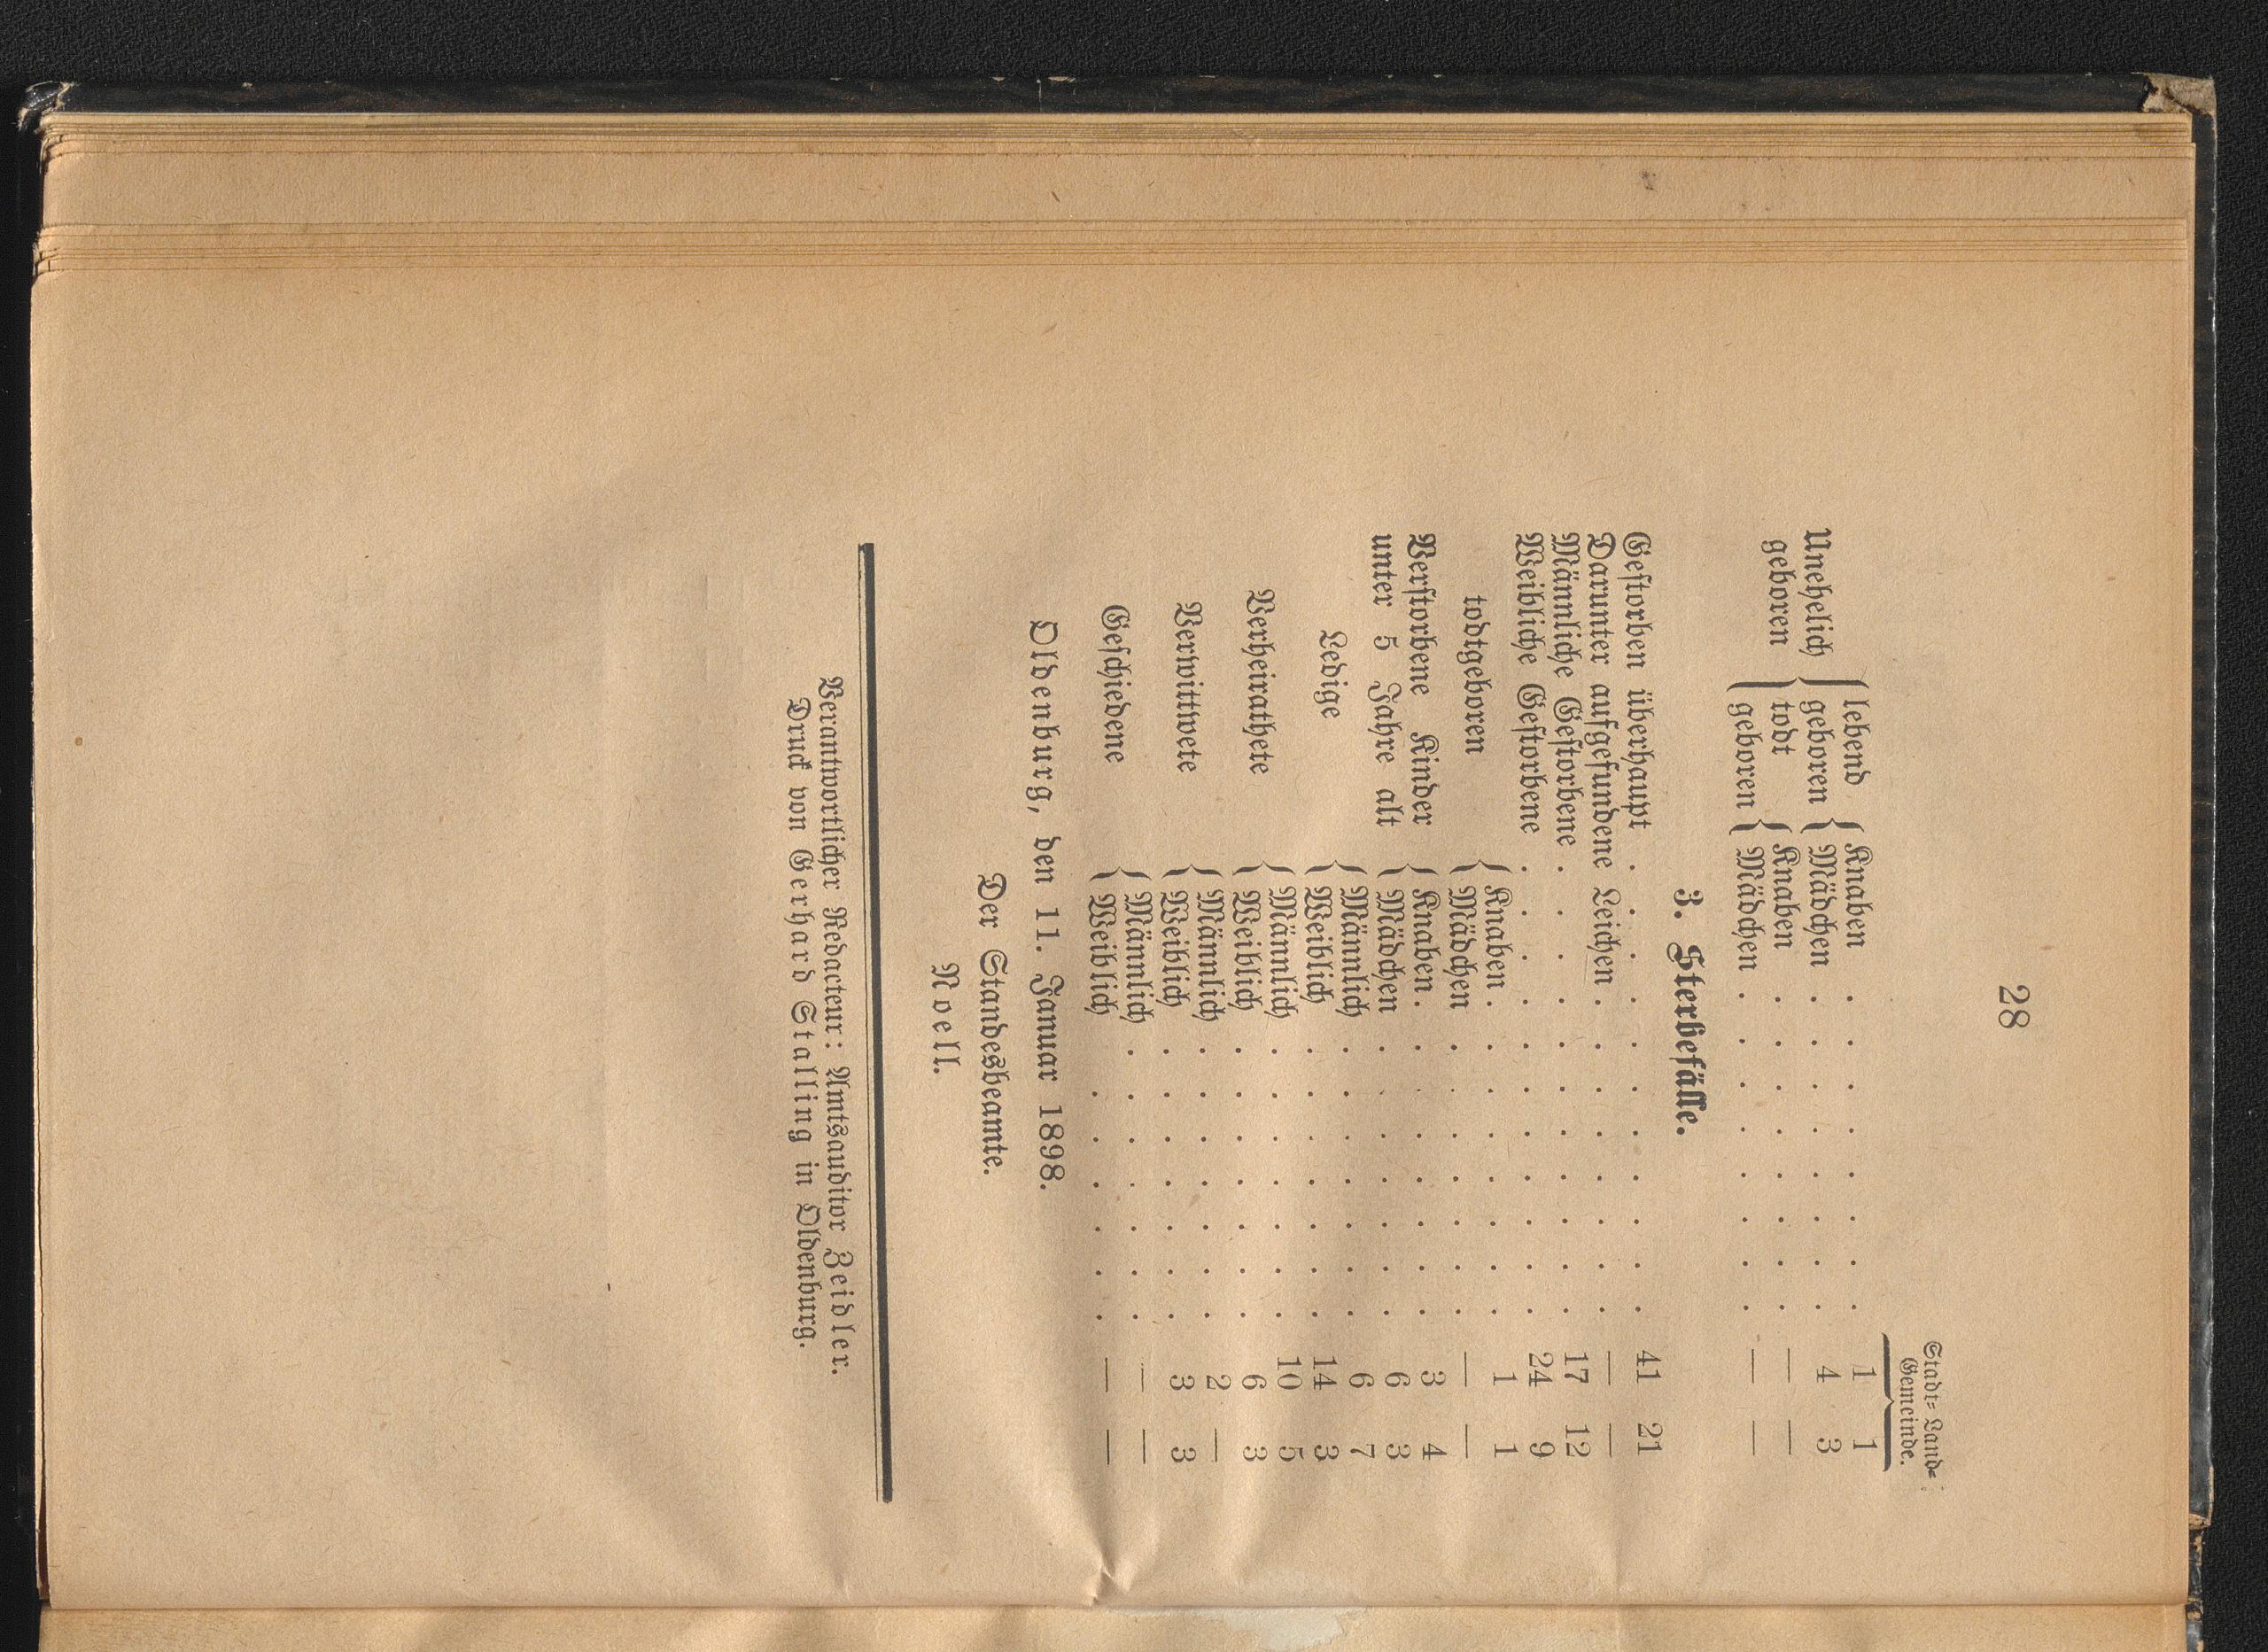 28
Stadt= Land=
Gemeinde.
Unehelich geboren { lebend geboren { Knaben . . . . . . . . 1 1
Mädchen . . . . . . . . 4 3
todt geboren { Knaben . . . . . . . . — —
Mädchen . . . . . . . . — —
3. Sterbefälle.
Gestorben überhaupt . . . . . . . . . . . 41 21
Darunter aufgefundene Leichen . . . . . . . . — —
Männliche Gestorbene . . . . . . . . . . . 17 12
Weibliche Gestorbene . . . . . . . . . . . 24 9
todtgeboren { Knaben . . . . . . . . 1 1
Mädchen . . . . . . . — —
Verstorbene Kinder { Knaben . . . . . . . . 3 4
unter 5 Jahre alt { Mädchen . . . . . . . 6 3
Ledige { Männlich . . . . . . . 6 7
Weiblich . . . . . . . 14 3
Verheirathete { Männlich . . . . . . . 10 5
Weiblich . . . . . . . 6 3
Verwittwete { Männlich . . . . . . . 2 —
Weiblich . . . . . . . 3 3
Geschiedene { Männlich . . . . . . . — —
Weiblich . . . . . . — —
Oldenburg, den 11. Januar 1898.
Der Standesbeamte.
Noell.
Verantwortlicher Redacteur: Amtsauditor Zeidler.
Druck von Gerhard Stalling in Oldenburg.